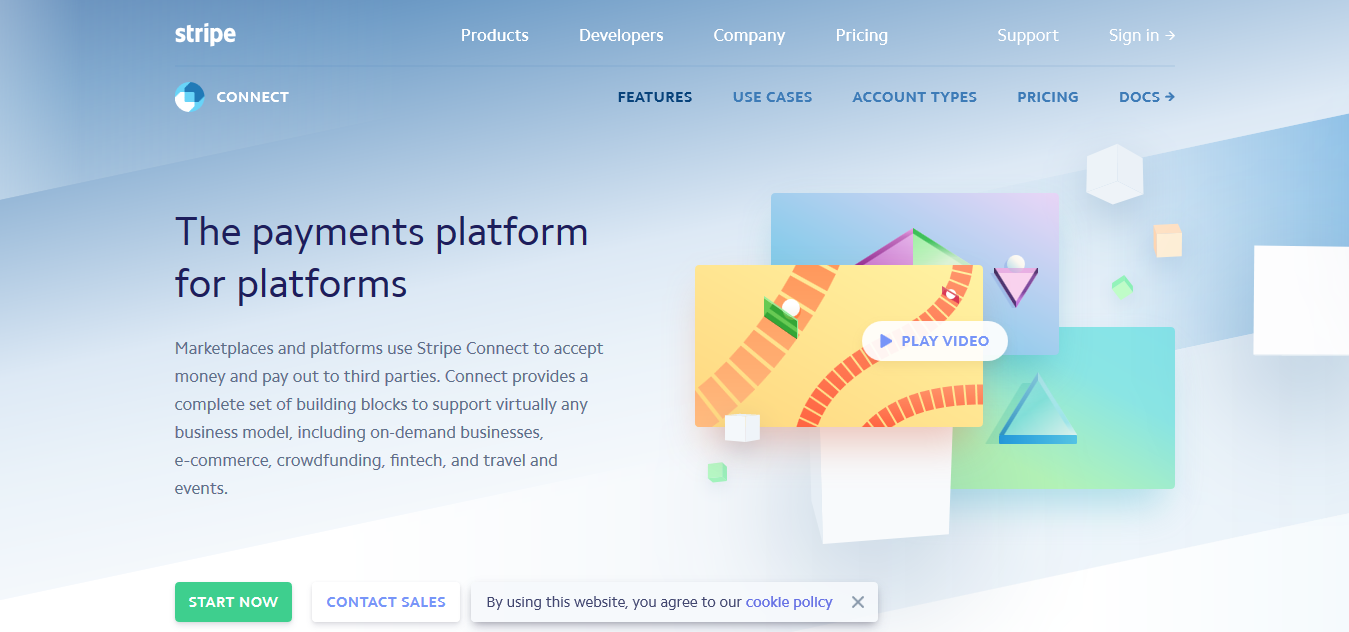 stripe Products Developers Company Pricing Support Sign in →
CONNECT FEATURES USE CASES ACCOUNT TYPES PRICING DOCS →
The payments platform
for platforms
Marketplaces and platforms use Stripe Connect to accept
money and pay out to third parties. Connect provides a
complete set of building blocks to support virtually any
business model, including on-demand businesses,
e-commerce, crowdfunding, fintech, and travel and
events.
PLAY VIDEO
START NOW CONTACT SALES By using this website, you agree to our cookie policy